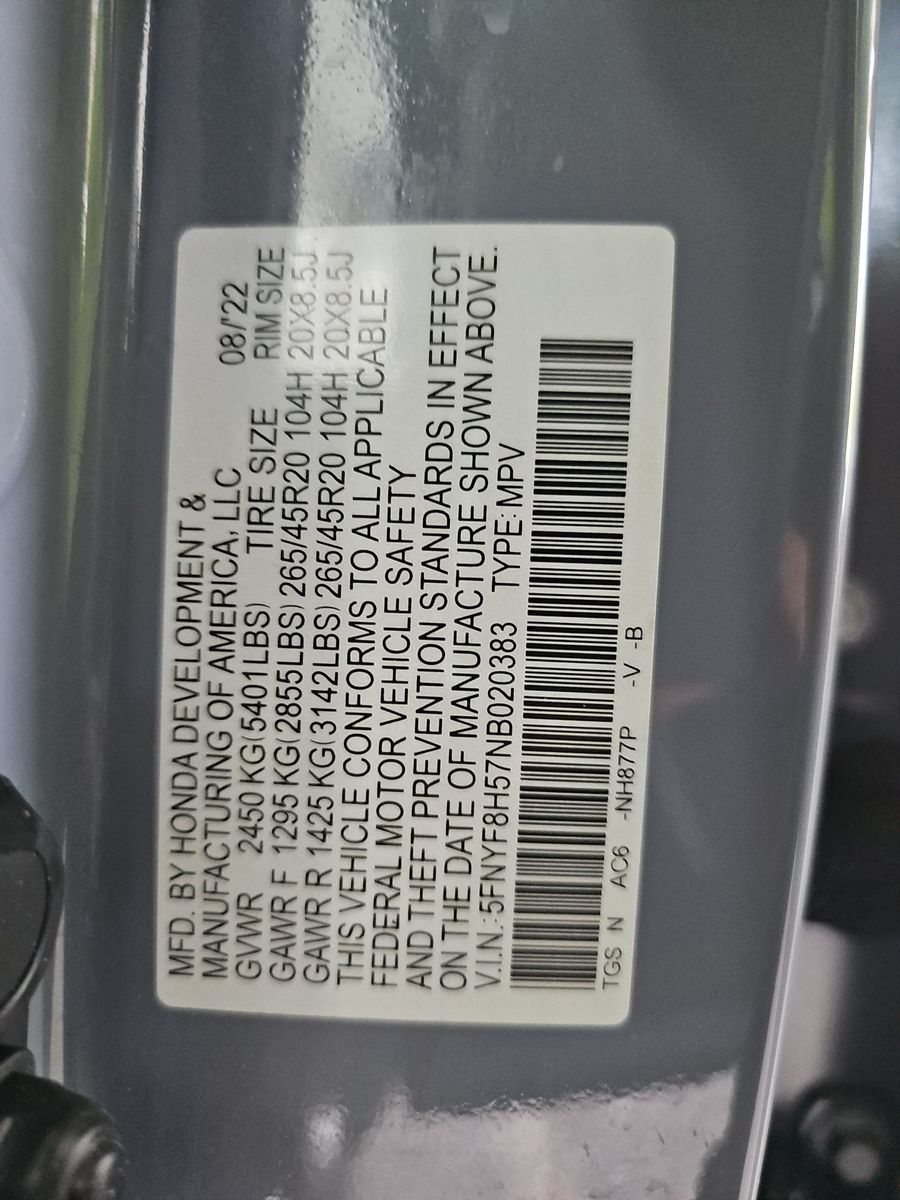 MFD. BY HONDA DEVELOPMENT &
MANUFACTURING OF AMERICA, LLC 08/'22
GVWR 2450 KG(5401LBS) TIRE SIZE RIM SIZE
GAWR F 1295 KG(2855LBS) 265/45R20 104H 20X8.5J
GAWR R 1425 KG(3142LBS) 265/45R20 104H 20X8.5J
THIS VEHICLE CONFORMS TO ALL APPLICABLE
FEDERAL MOTOR VEHICLE SAFETY
AND THEFT PREVENTION STANDARDS IN EFFECT
ON THE DATE OF MANUFACTURE SHOWN ABOVE.
V.I.N.:5FNYF8H57NB020383 TYPE:MPV
TGS N AC6 -NH877P -V -B